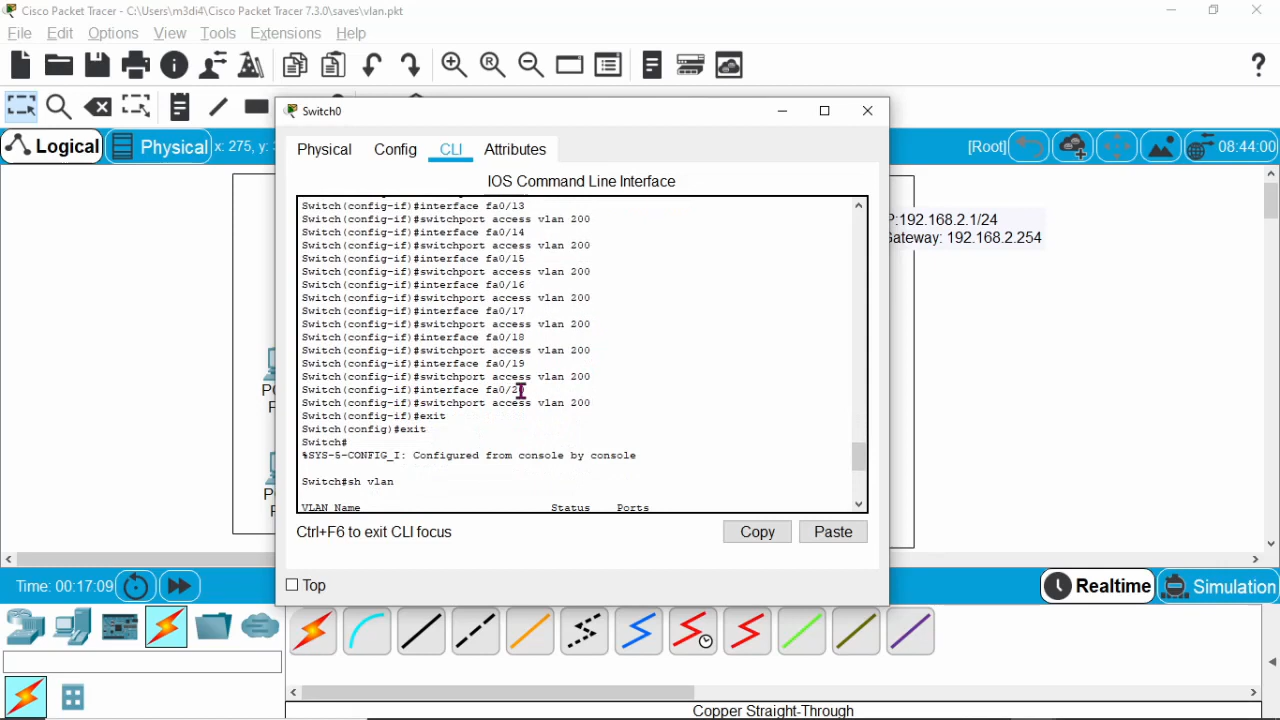 Cisco Packet Tracer - C:\Users\m3di4\Cisco Packet Tracer 7.3.0\saves\vlan.pkt
File Edit Options View Tools Extensions Help
R
?
Switch0
Logical
Physical
x: 275, y:
[Root]
08:44:00
Physical Config CLI Attributes
IOS Command Line Interface
Switch(config-if)#interface fa0/13
Switch(config-if)#switchport access vlan 200
Switch(config-if)#interface fa0/14
Switch(config-if)#switchport access vlan 200
Switch(config-if)#interface fa0/15
Switch(config-if)#switchport access vlan 200
Switch(config-if)#interface fa0/16
Switch(config-if)#switchport access vlan 200
Switch(config-if)#interface fa0/17
Switch(config-if)#switchport access vlan 200
Switch(config-if)#interface fa0/18
Switch(config-if)#switchport access vlan 200
Switch(config-if)#interface fa0/19
Switch(config-if)#switchport access vlan 200
Switch(config-if)#interface fa0/20
Switch(config-if)#switchport access vlan 200
Switch(config-if)#exit
Switch(config)#exit
Switch#
%SYS-5-CONFIG_I: Configured from console by console
Switch#sh vlan
VLAN Name Status Ports
P:192.168.2.1/24
Gateway: 192.168.2.254
Ctrl+F6 to exit CLI focus
Copy
Paste
Top
Time: 00:17:09
Realtime
Simulation
Copper Straight-Through